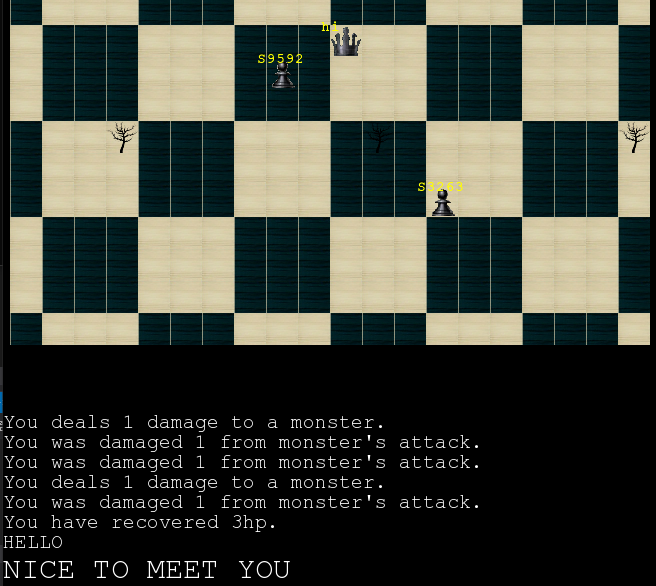 hi
S9592
S3263
You deals 1 damage to a monster.
You was damaged 1 from monster's attack.
You was damaged 1 from monster's attack.
You deals 1 damage to a monster.
You was damaged 1 from monster's attack.
You have recovered 3hp.
HELLO
NICE TO MEET YOU